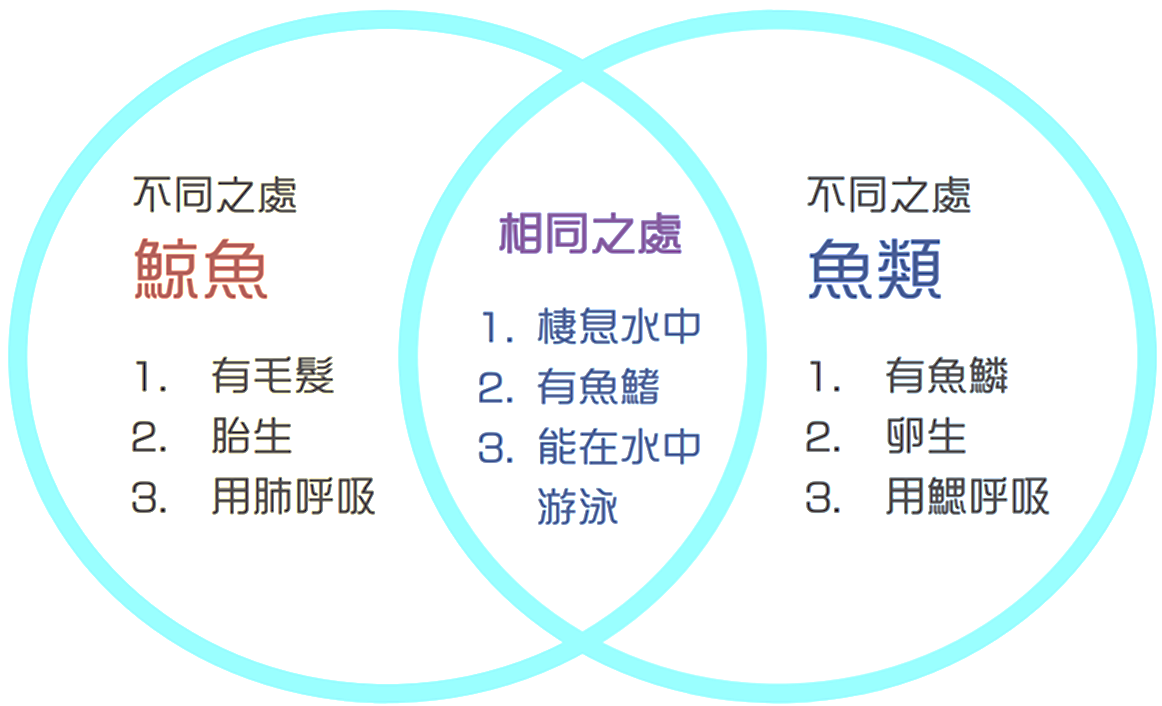 不同之處
鯨魚
1. 有毛髮
2. 胎生
3. 用肺呼吸
相同之處
1. 棲息水中
2. 有魚鰭
3. 能在水中
游泳
不同之處
魚類
1. 有魚鱗
2. 卵生
3. 用鰓呼吸